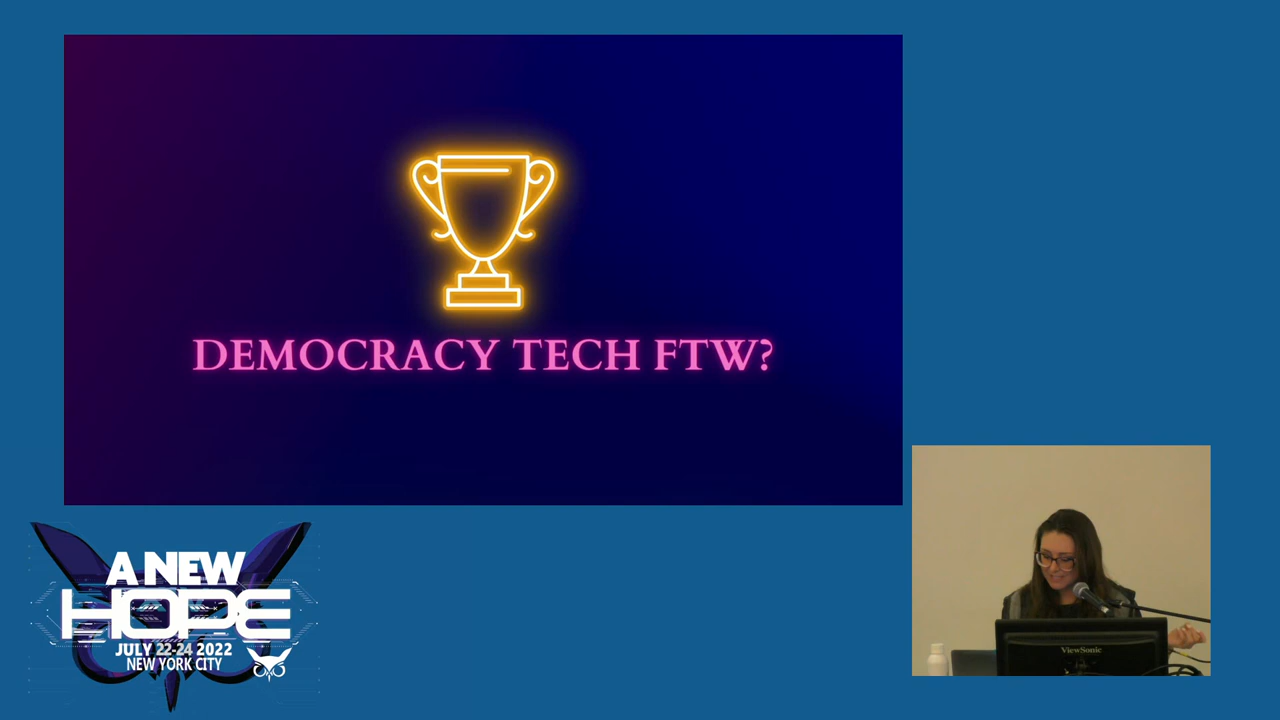 DEMOCRACY TECH FTW?
A NEW
HOPE
JULY 22-24 2022
NEW YORK CITY
ViewSonic